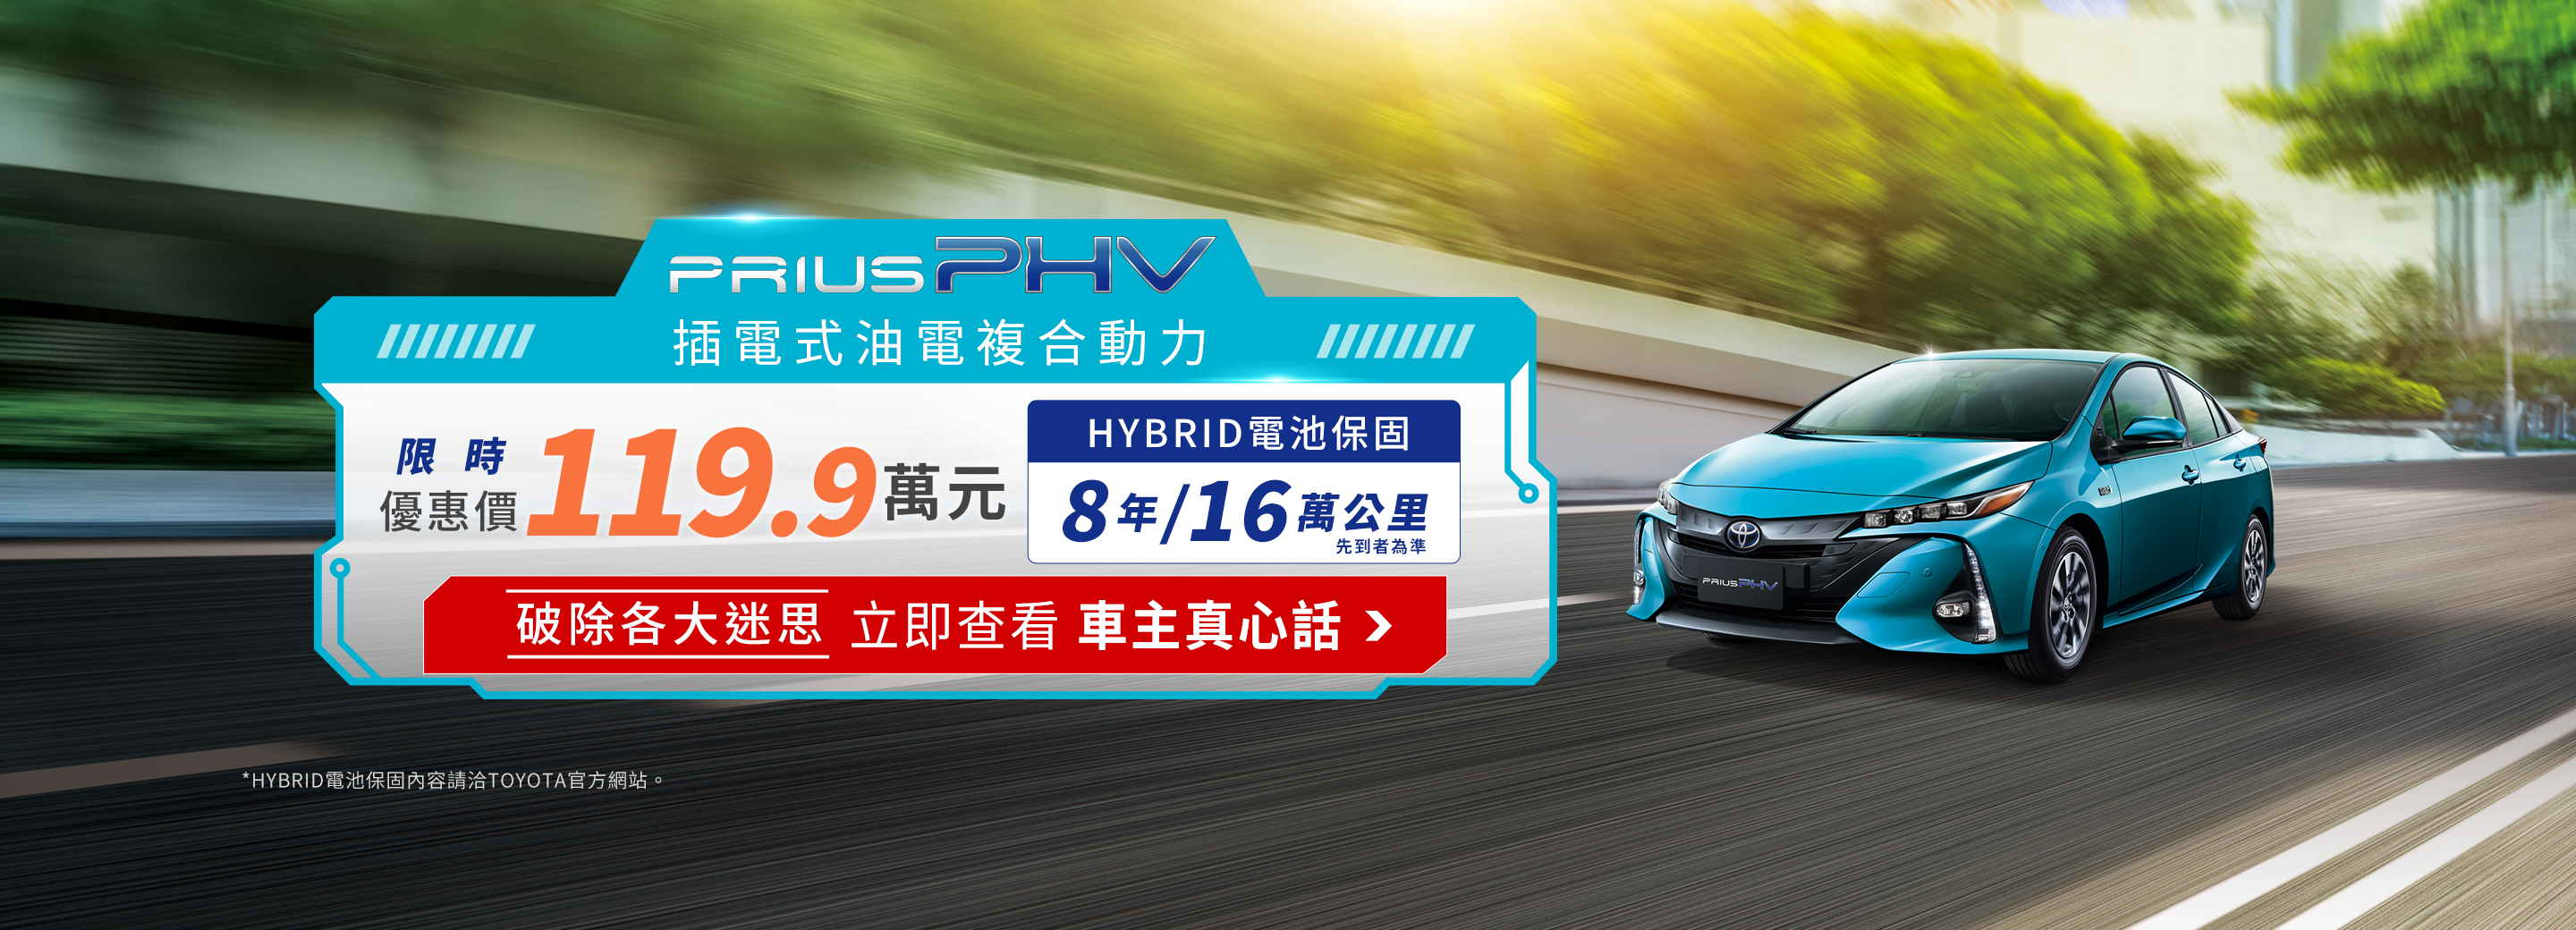 PRIUS PHV
插電式油電複合動力
限時
優惠價 119.9萬元
HYBRID電池保固
8年/16萬公里
先到者為準
破除各大迷思 立即查看 車主真心話 >
PRIUS PHV
*HYBRID電池保固內容請洽TOYOTA官方網站。